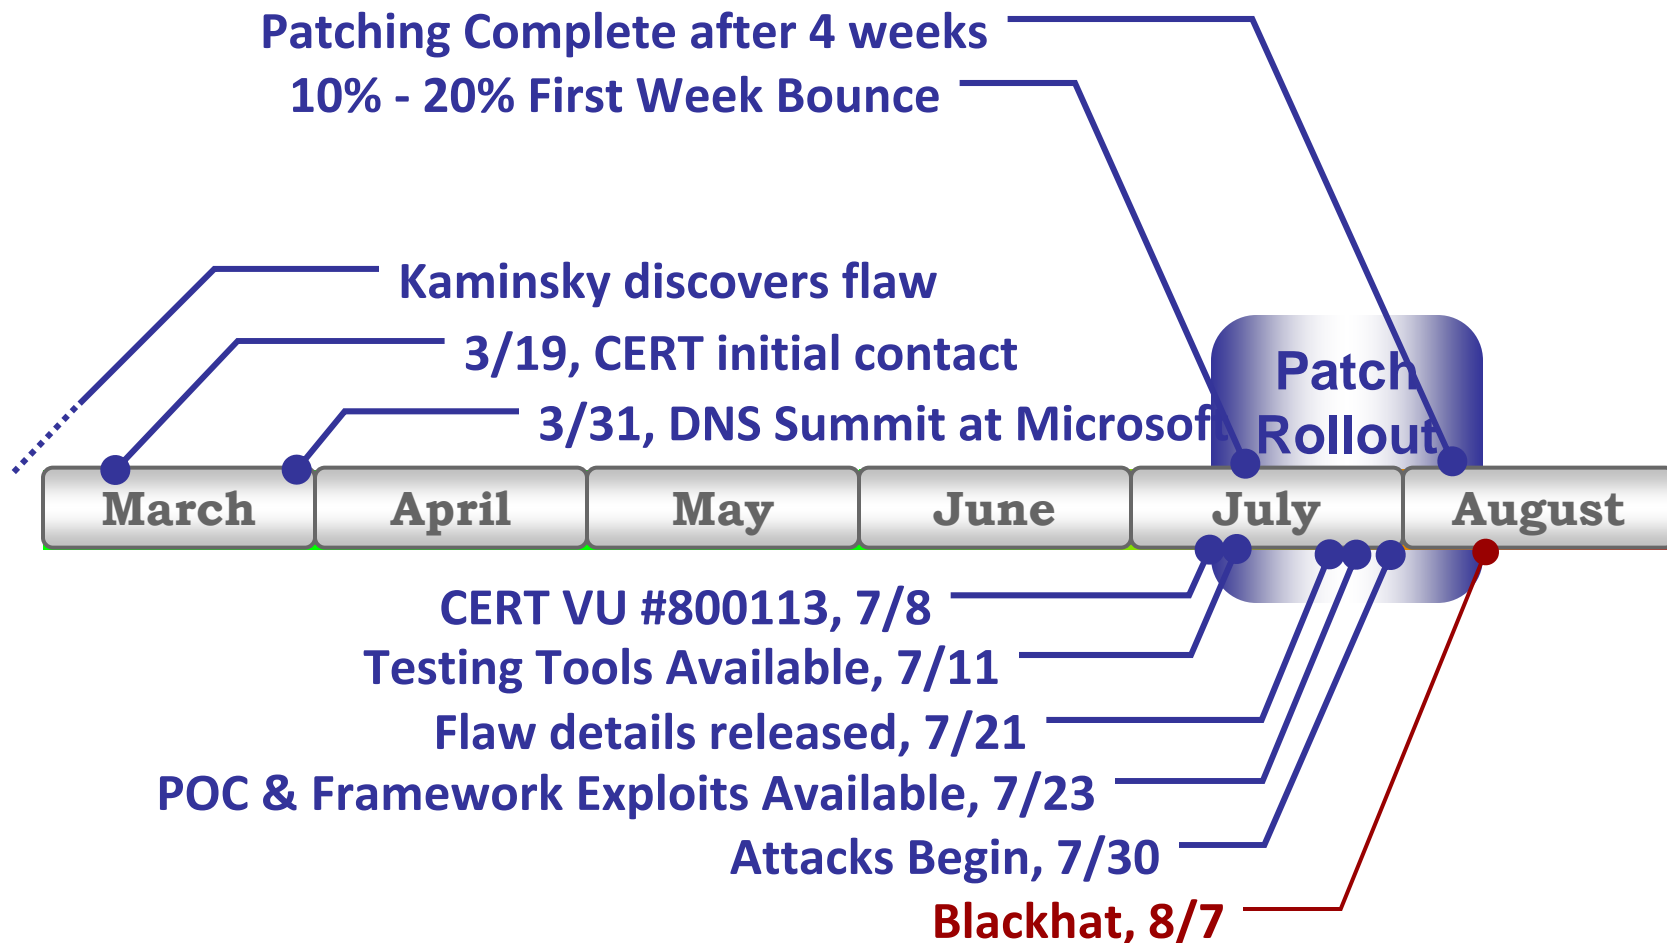 Patching Complete after 4 weeks
10% - 20% First Week Bounce
Kaminsky discovers flaw
3/19, CERT initial contact
3/31, DNS Summit at Microsoft
Patch
Rollout
March
April
May
June
July
August
CERT VU #800113, 7/8
Testing Tools Available, 7/11
Flaw details released, 7/21
POC & Framework Exploits Available, 7/23
Attacks Begin, 7/30
Blackhat, 8/7